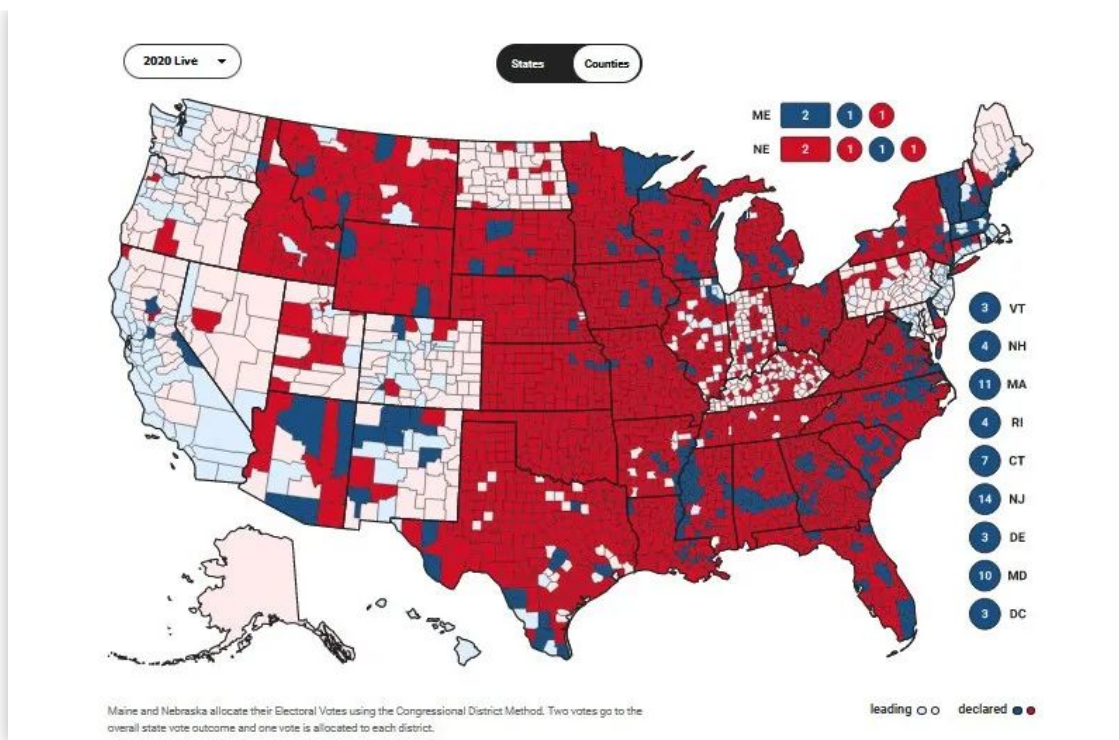 2020 Live
States Counties
ME 2 1 1
NE 2 1 1 1
3 VT
4 NH
11 MA
4 RI
7 CT
14 NJ
3 DE
10 MD
3 DC
Maine and Nebraska allocate their Electoral Votes using the Congressional District Method. Two votes go to the
overall state vote outcome and one vote is allocated to each district.
leading declared